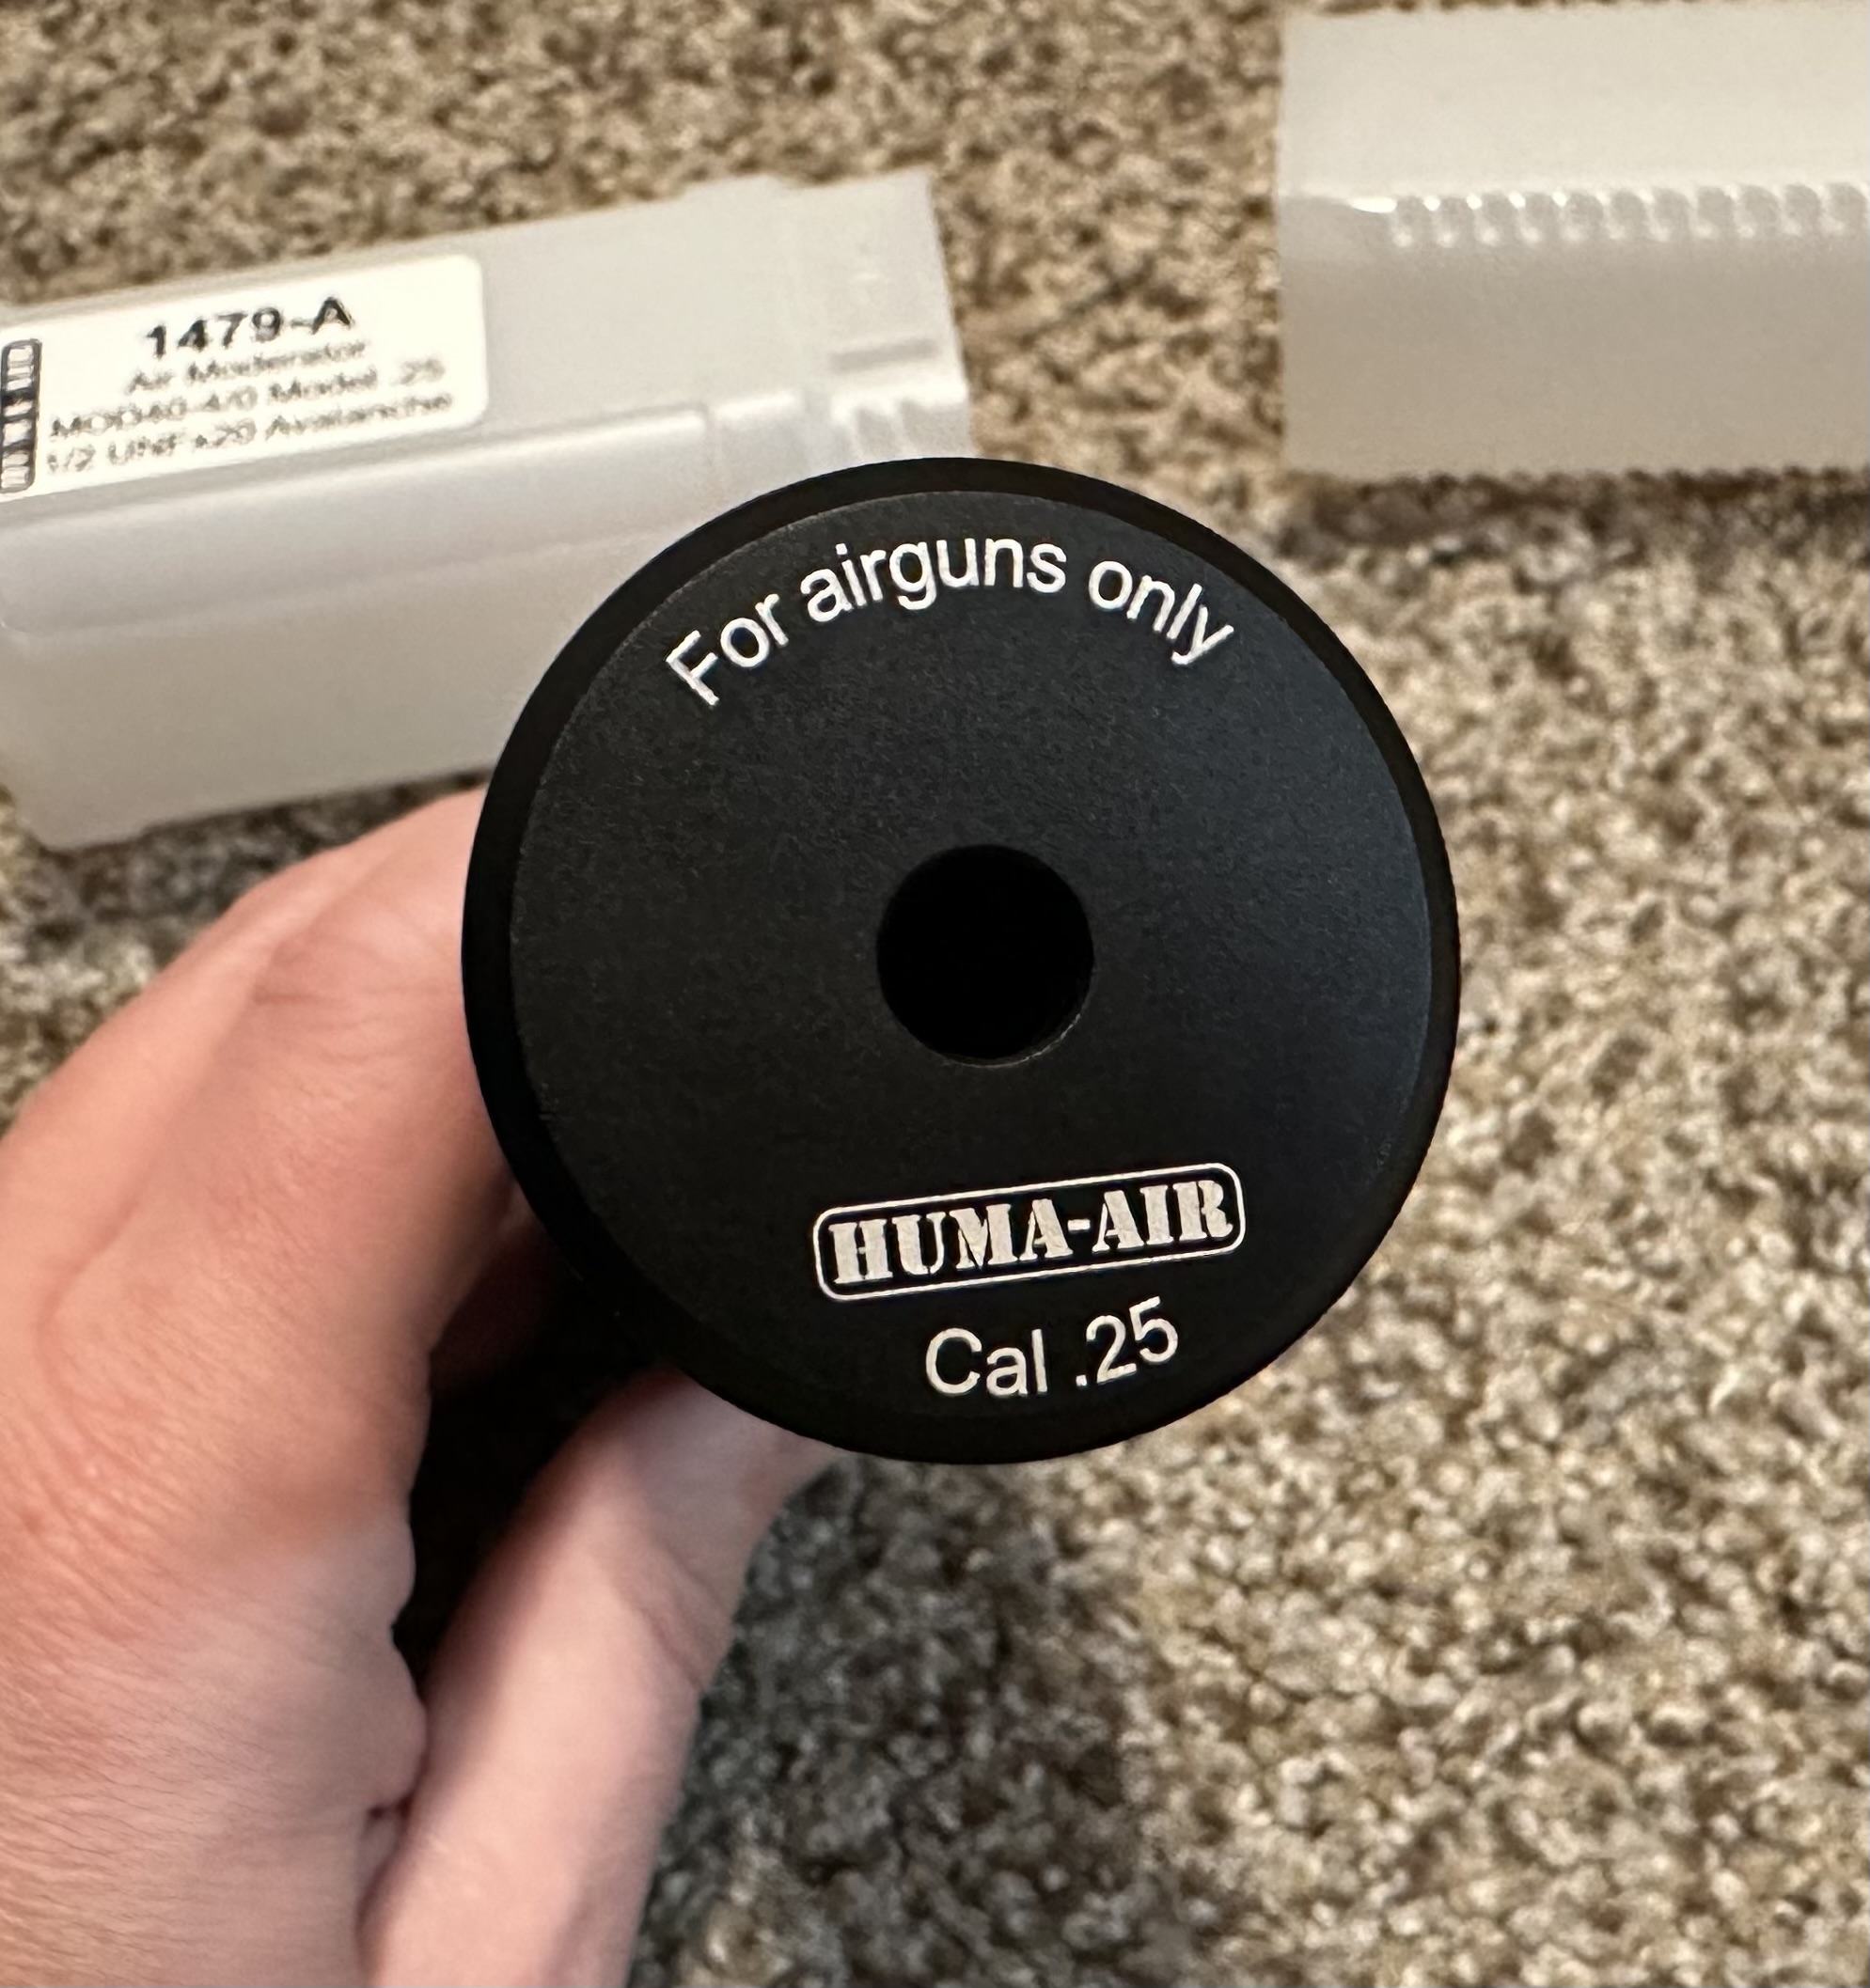 1479-A
Air Moderator
MOD40-4/0 Model .25
1/2 UNFx20 Avalanche
For airguns only
HUMA-AIR
Cal .25